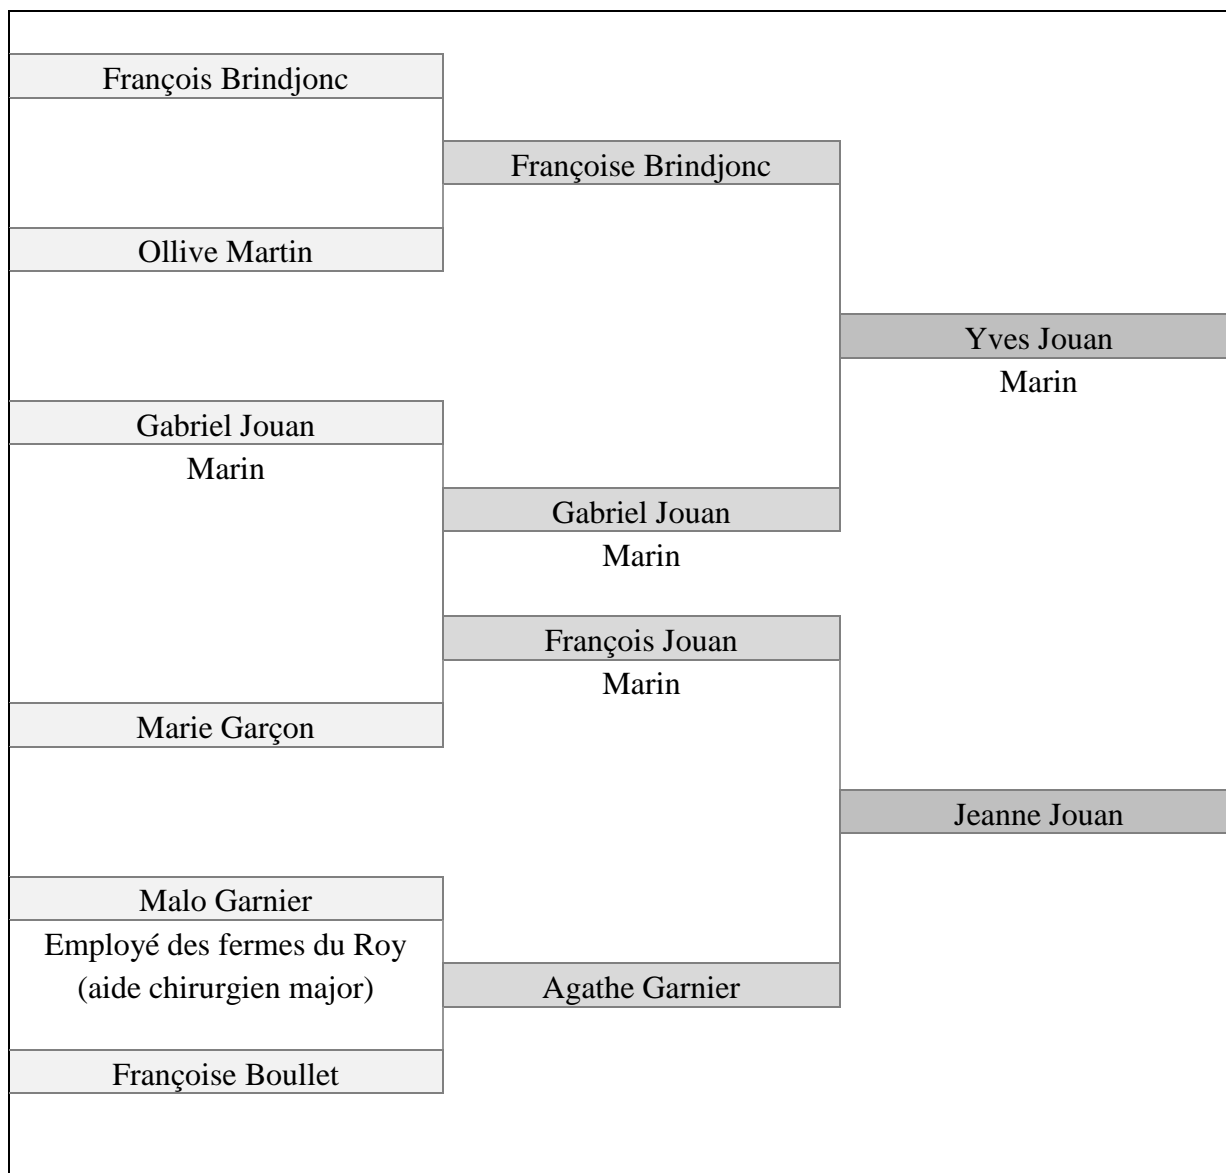 François Brindjonc
Françoise Brindjonc
Ollive Martin
Yves Jouan
Marin
Gabriel Jouan
Marin
Gabriel Jouan
Marin
François Jouan
Marin
Marie Garçon
Jeanne Jouan
Malo Garnier
Employé des fermes du Roy
(aide chirurgien major)
Agathe Garnier
Françoise Boullet